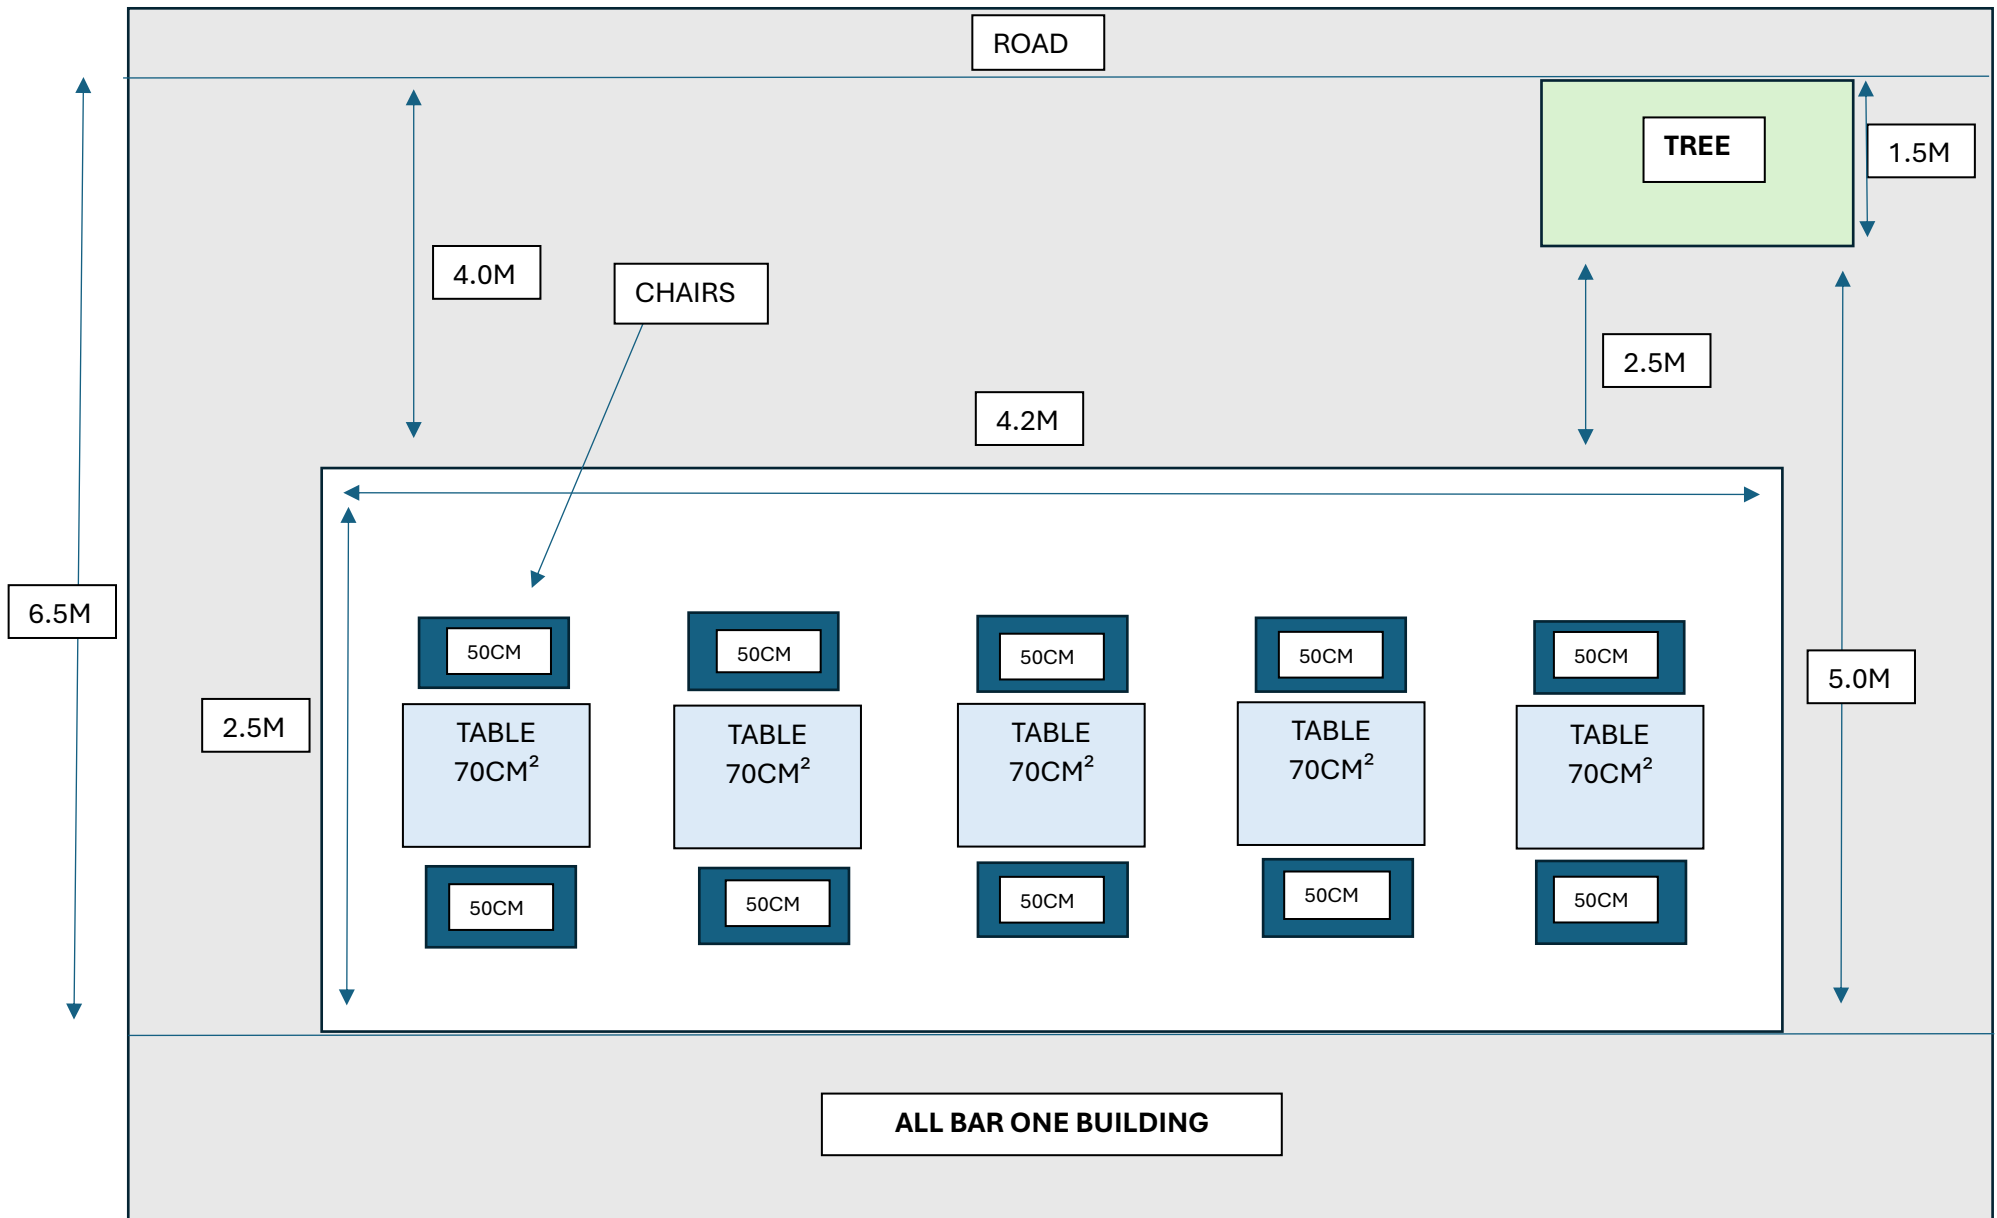 ROAD
TREE
1.5M
4.0M
CHAIRS
2.5M
4.2M
6.5M
2.5M
5.0M
50CM
50CM
50CM
50CM
50CM
TABLE
70CM²
TABLE
70CM²
TABLE
70CM²
TABLE
70CM²
TABLE
70CM²
50CM
50CM
50CM
50CM
50CM
ALL BAR ONE BUILDING